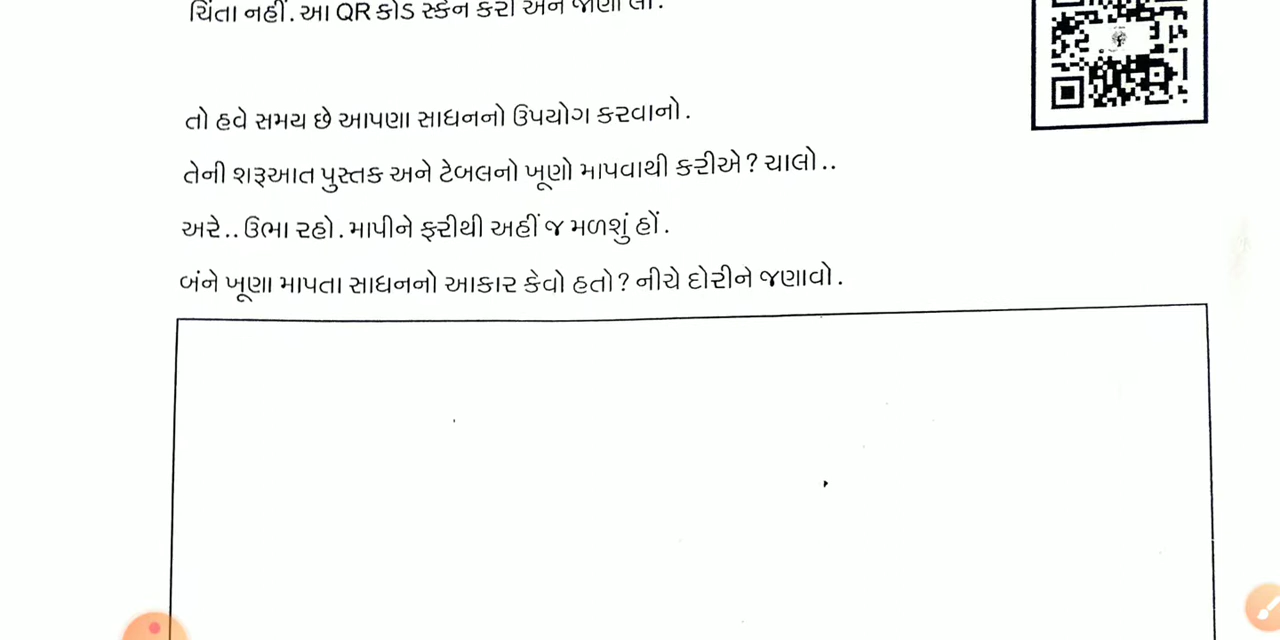 ચિંતા નહીં. આ QR કોડ સ્કેન કરો અને જાણી લો.
તો હવે સમય છે આપણા સાધનનો ઉપયોગ કરવાનો.
તેની શરૂઆત પુસ્તક અને ટેબલનો ખૂણો માપવાથી કરીએ? ચાલો..
અરે.. ઉભા રહો. માપીને ફરીથી અહીં જ મળશું હોં.
બંને ખૂણા માપતા સાધનનો આકાર કેવો હતો? નીચે દોરીને જણાવો.